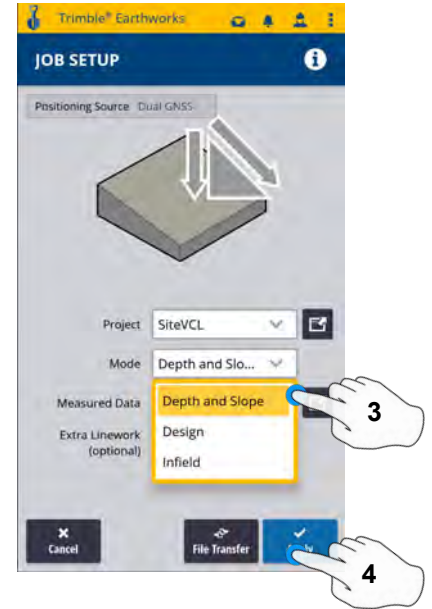 Trimble® Earthworks
JOB SETUP
Positioning Source Dual GNSS
Project SiteVCL
Mode Depth and Slo...
Measured Data
Depth and Slope
Design
Infield
Extra Linework
(optional)
3
Cancel
File Transfer
4